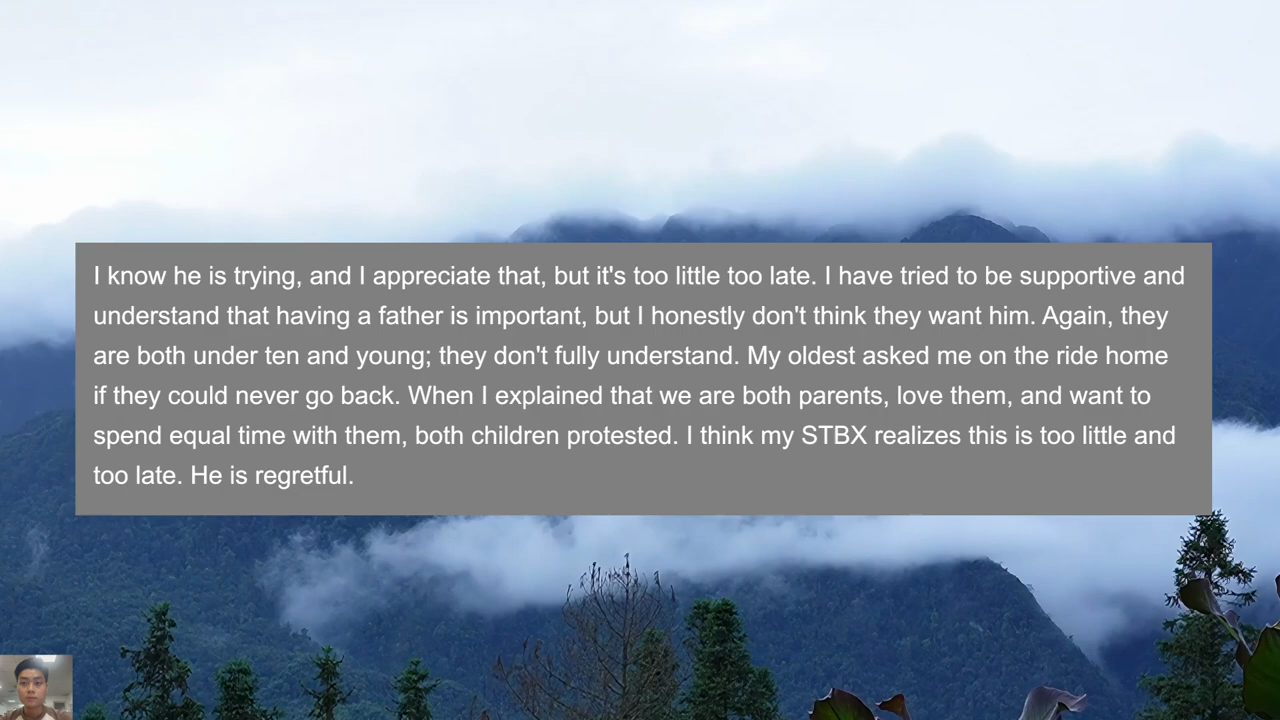 I know he is trying, and I appreciate that, but it's too little too late. I have tried to be supportive and
understand that having a father is important, but I honestly don't think they want him. Again, they
are both under ten and young; they don't fully understand. My oldest asked me on the ride home
if they could never go back. When I explained that we are both parents, love them, and want to
spend equal time with them, both children protested. I think my STBX realizes this is too little and
too late. He is regretful.